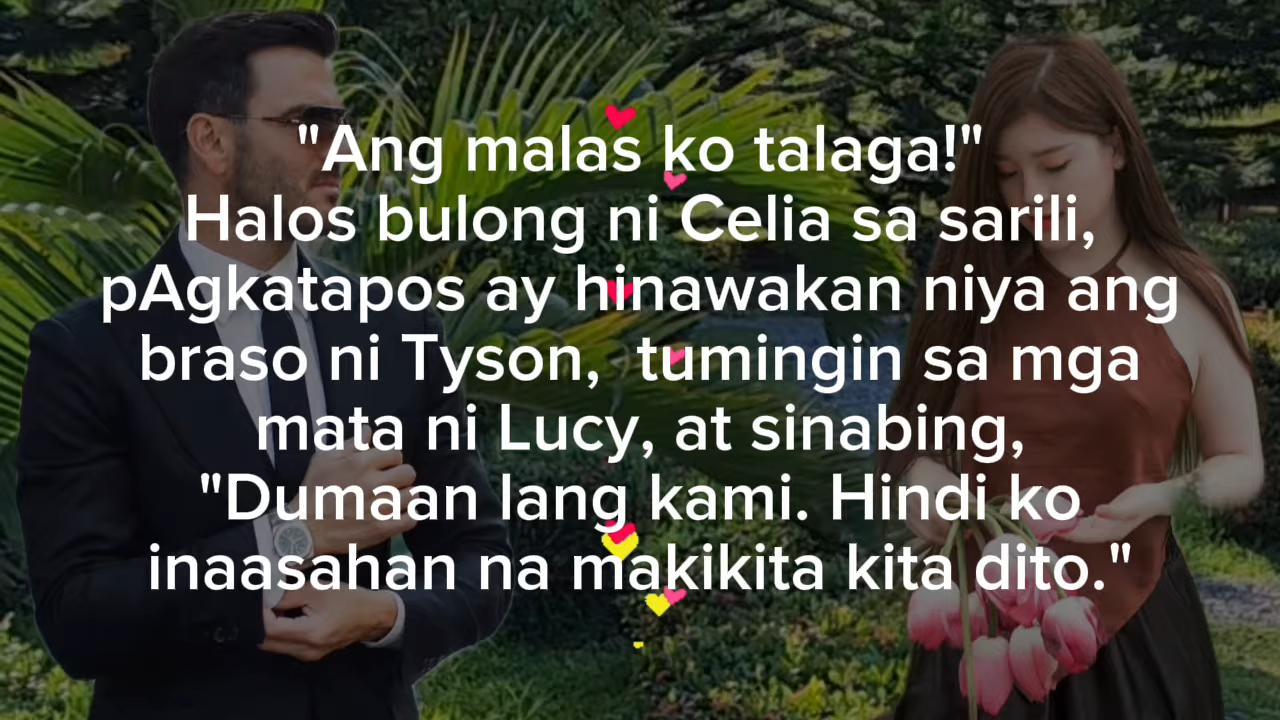 "Ang malas ko talaga!"
Halos bulong ni Celia sa sarili,
pAgkatapos ay hinawakan niya ang
braso ni Tyson,  tumingin sa mga
mata ni Lucy, at sinabing,
"Dumaan lang kami. Hindi ko
inaasahan na makikita kita dito."